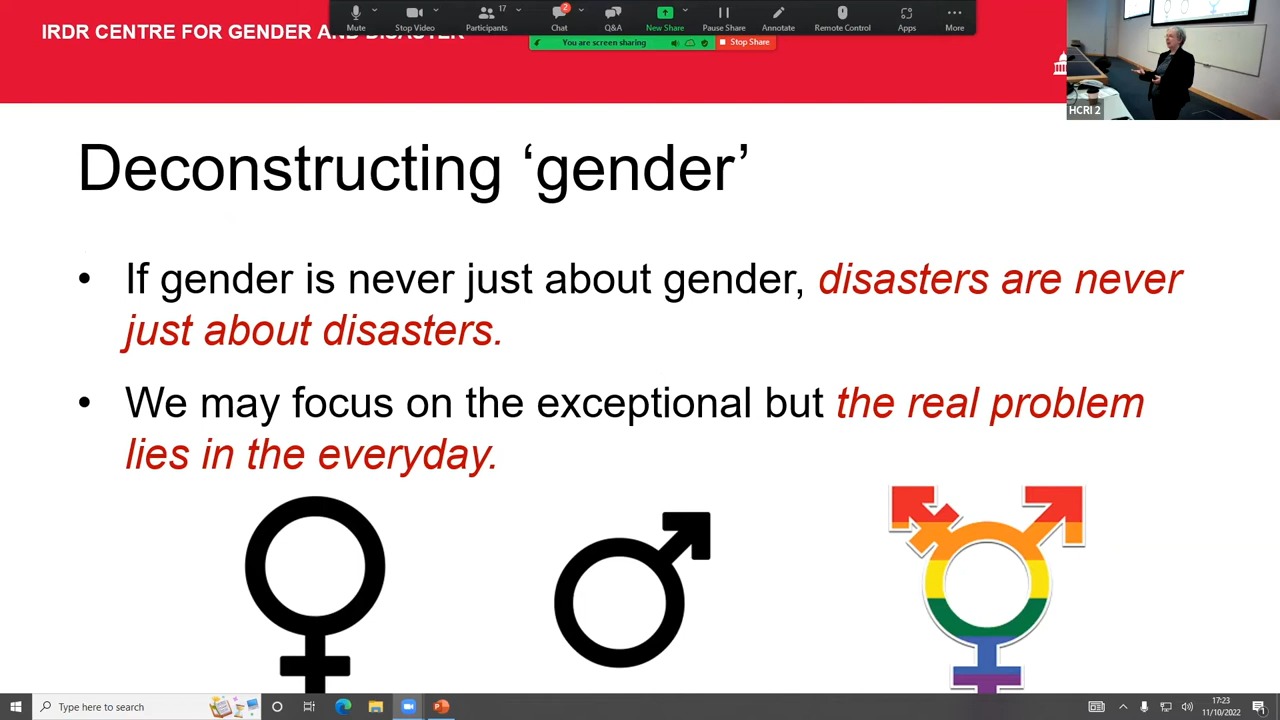 IRDR CENTRE FOR GENDER AND DISASTER
Mute
Stop Video
17
Participants
2
Chat
Q&A
New Share
Pause Share
Annotate
Remote Control
Apps
More
You are screen sharing
Stop Share
HCRI 2
Deconstructing ‘gender’
• If gender is never just about gender, disasters are never
just about disasters.
• We may focus on the exceptional but the real problem
lies in the everyday.
Type here to search
17:23
11/10/2022
1